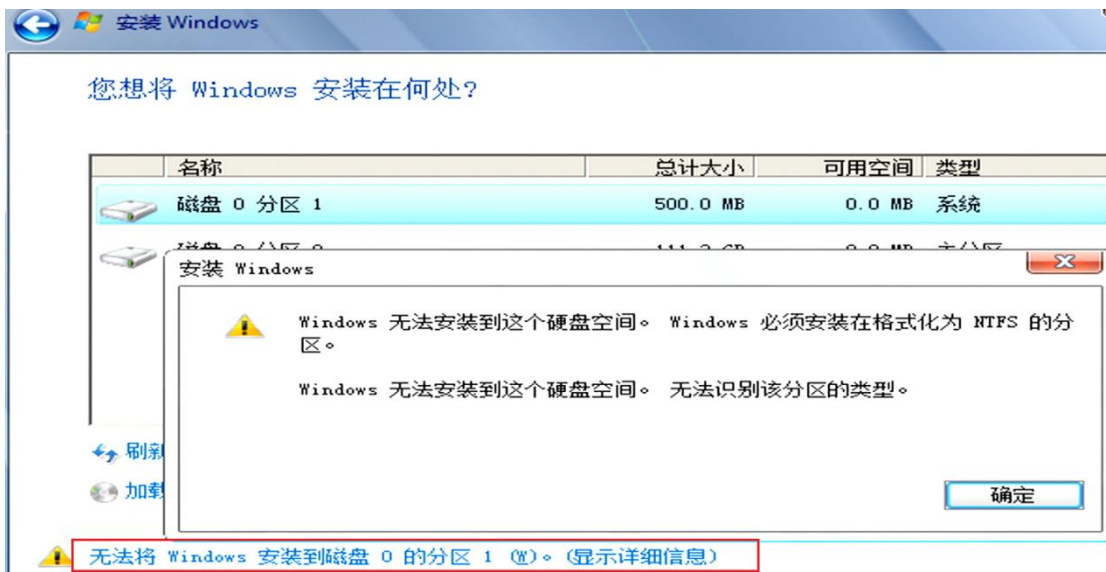 安装 Windows
您想将 Windows 安装在何处?
名称 总计大小 可用空间 类型
磁盘 0 分区 1 500.0 MB 0.0 MB 系统
安装 Windows
Windows 无法安装到这个硬盘空间。 Windows 必须安装在格式化为 NTFS 的分
区。
Windows 无法安装到这个硬盘空间。 无法识别该分区的类型。
刷新
加载
确定
无法将 Windows 安装到磁盘 0 的分区 1 (W)。(显示详细信息)